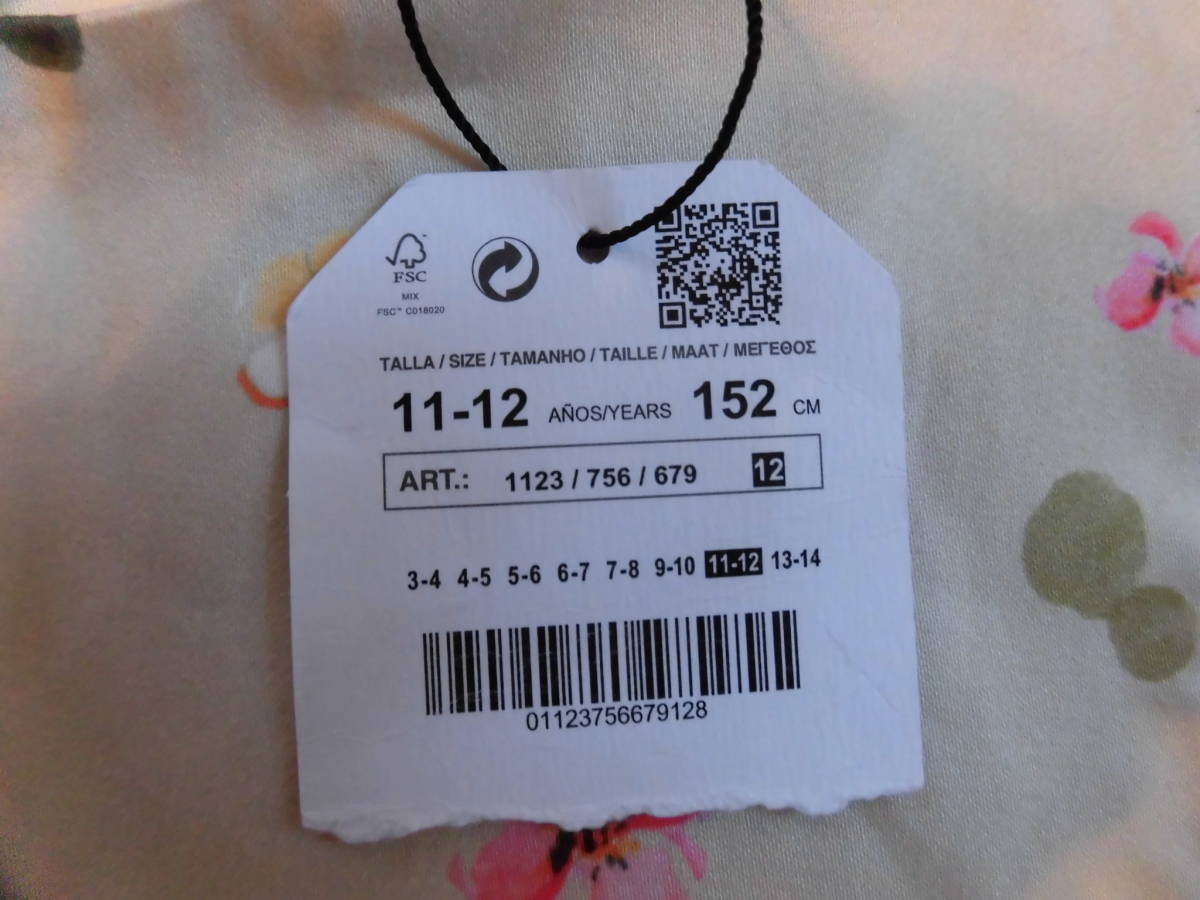 FSC
MIX
FSC™ C018020
TALLA / SIZE / TAMANHO / TAILLE / MAAT / ΜΕΓΕΘΟΣ
11-12 AÑOS/YEARS 152 CM
ART.: 1123 / 756 / 679 12
3-4 4-5 5-6 6-7 7-8 9-10 11-12 13-14
01123756679128